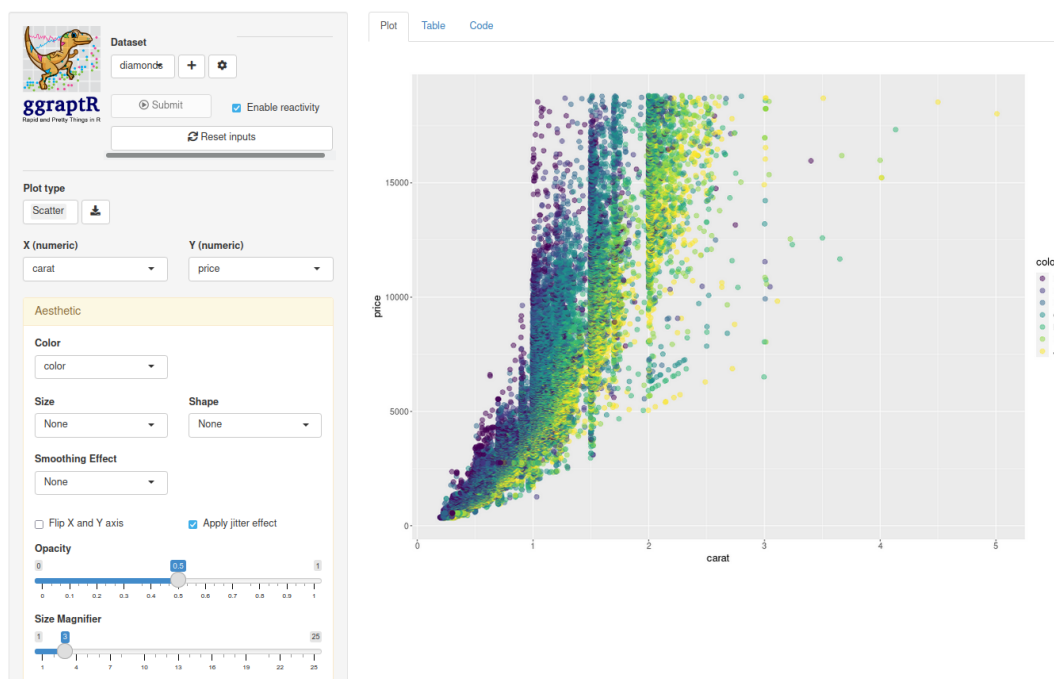 Plot Table Code
ggraptR
Rapid and Pretty Things in R
Dataset
diamonds
Submit
Enable reactivity
Reset inputs
Plot type
Scatter
X (numeric) Y (numeric)
carat price
Aesthetic
Color
color
Size Shape
None None
Smoothing Effect
None
Flip X and Y axis Apply jitter effect
Opacity
0 0.5 1
0 0.1 0.2 0.3 0.4 0.5 0.6 0.7 0.8 0.9 1
Size Magnifier
1 3 25
1 4 7 10 13 16 19 22 25
15000
10000
5000
0
price
0 1 2 3 4 5
carat
colo